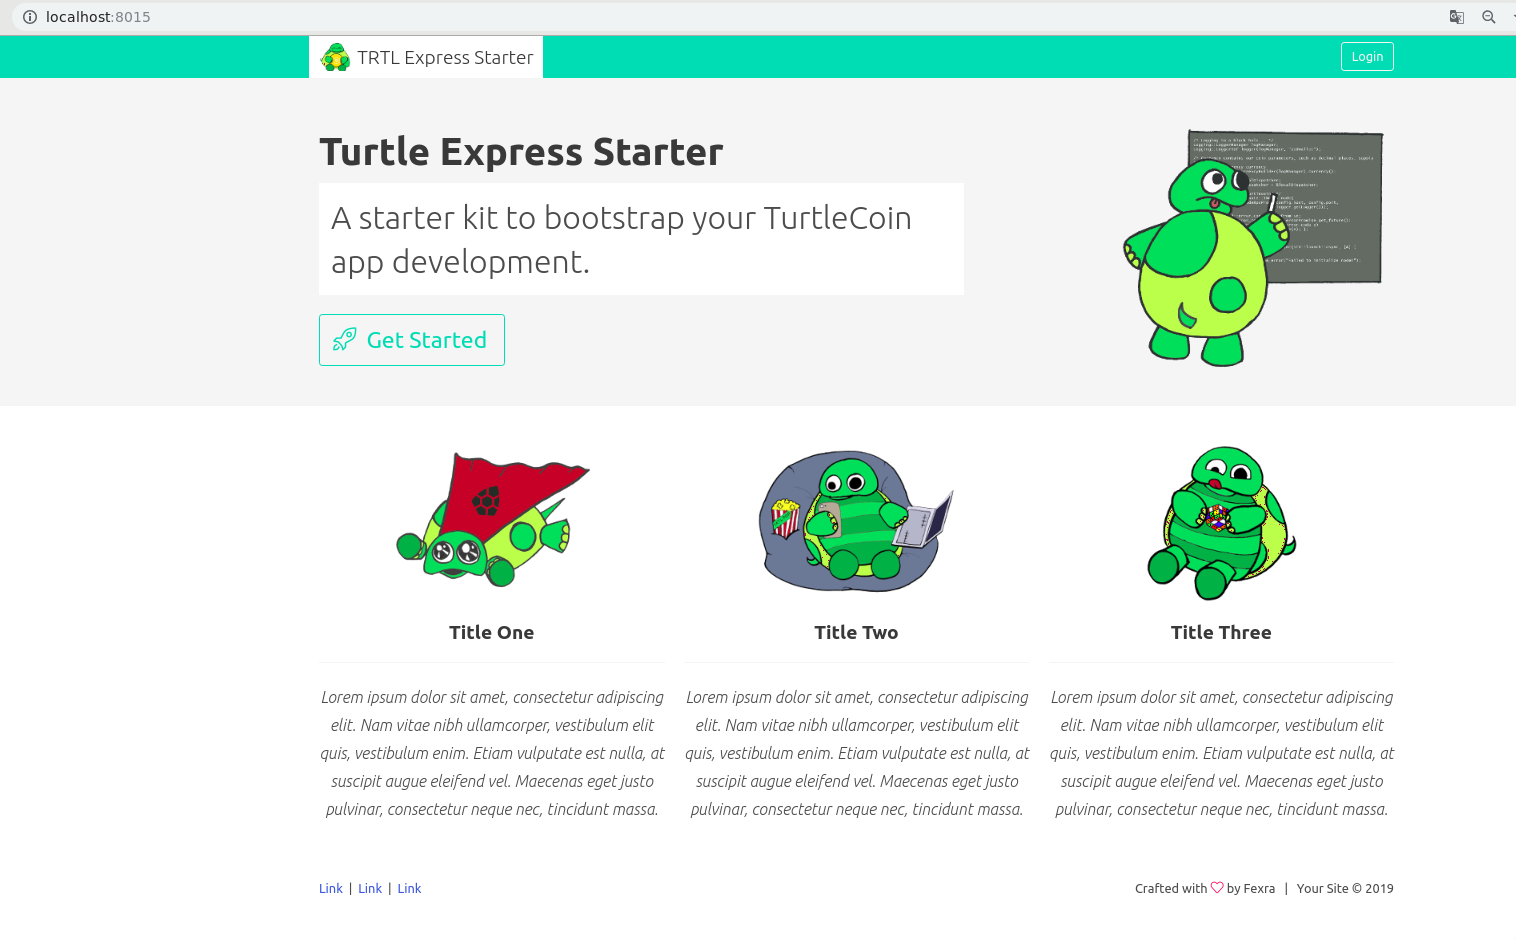 localhost:8015
TRTL Express Starter
Login
Turtle Express Starter
A starter kit to bootstrap your TurtleCoin
app development.
Get Started
Title One
Lorem ipsum dolor sit amet, consectetur adipiscing
elit. Nam vitae nibh ullamcorper, vestibulum elit
quis, vestibulum enim. Etiam vulputate est nulla, at
suscipit augue eleifend vel. Maecenas eget justo
pulvinar, consectetur neque nec, tincidunt massa.
Title Two
Lorem ipsum dolor sit amet, consectetur adipiscing
elit. Nam vitae nibh ullamcorper, vestibulum elit
quis, vestibulum enim. Etiam vulputate est nulla, at
suscipit augue eleifend vel. Maecenas eget justo
pulvinar, consectetur neque nec, tincidunt massa.
Title Three
Lorem ipsum dolor sit amet, consectetur adipiscing
elit. Nam vitae nibh ullamcorper, vestibulum elit
quis, vestibulum enim. Etiam vulputate est nulla, at
suscipit augue eleifend vel. Maecenas eget justo
pulvinar, consectetur neque nec, tincidunt massa.
Link | Link | Link
Crafted with ♡ by Fexra | Your Site © 2019